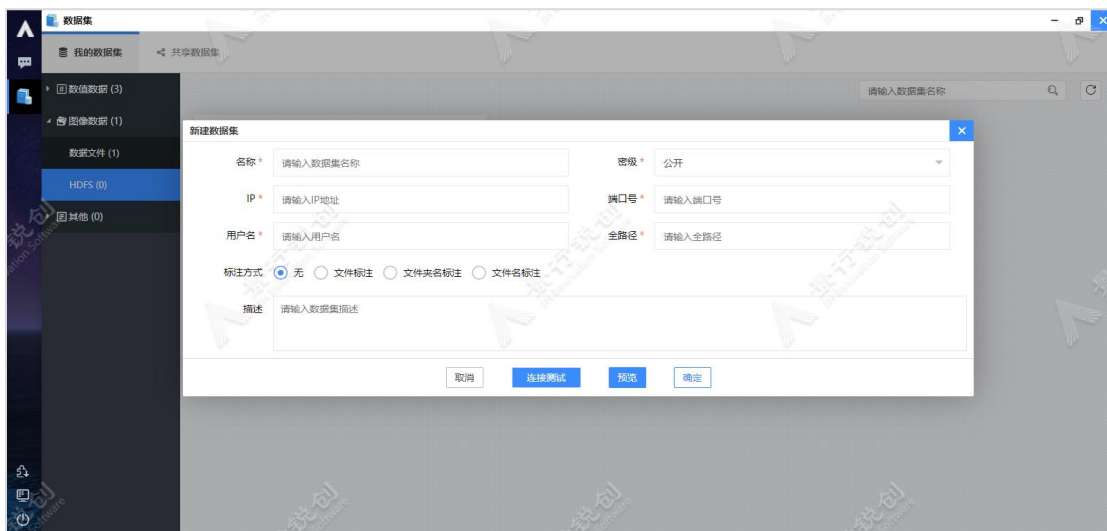 数据集
我的数据集 共享数据集
数值数据 (3)
请输入数据集名称
图像数据 (1)
新建数据集
数据文件 (1)
名称 * 请输入数据集名称 密级 * 公开
HDFS (0)
IP * 请输入IP地址 端口号 * 请输入端口号
其他 (0)
用户名 * 请输入用户名 全路径 * 请输入全路径
标注方式 无 文件标注 文件夹名标注 文件名标注
描述 请输入数据集描述
取消 连接测试 预览 确定